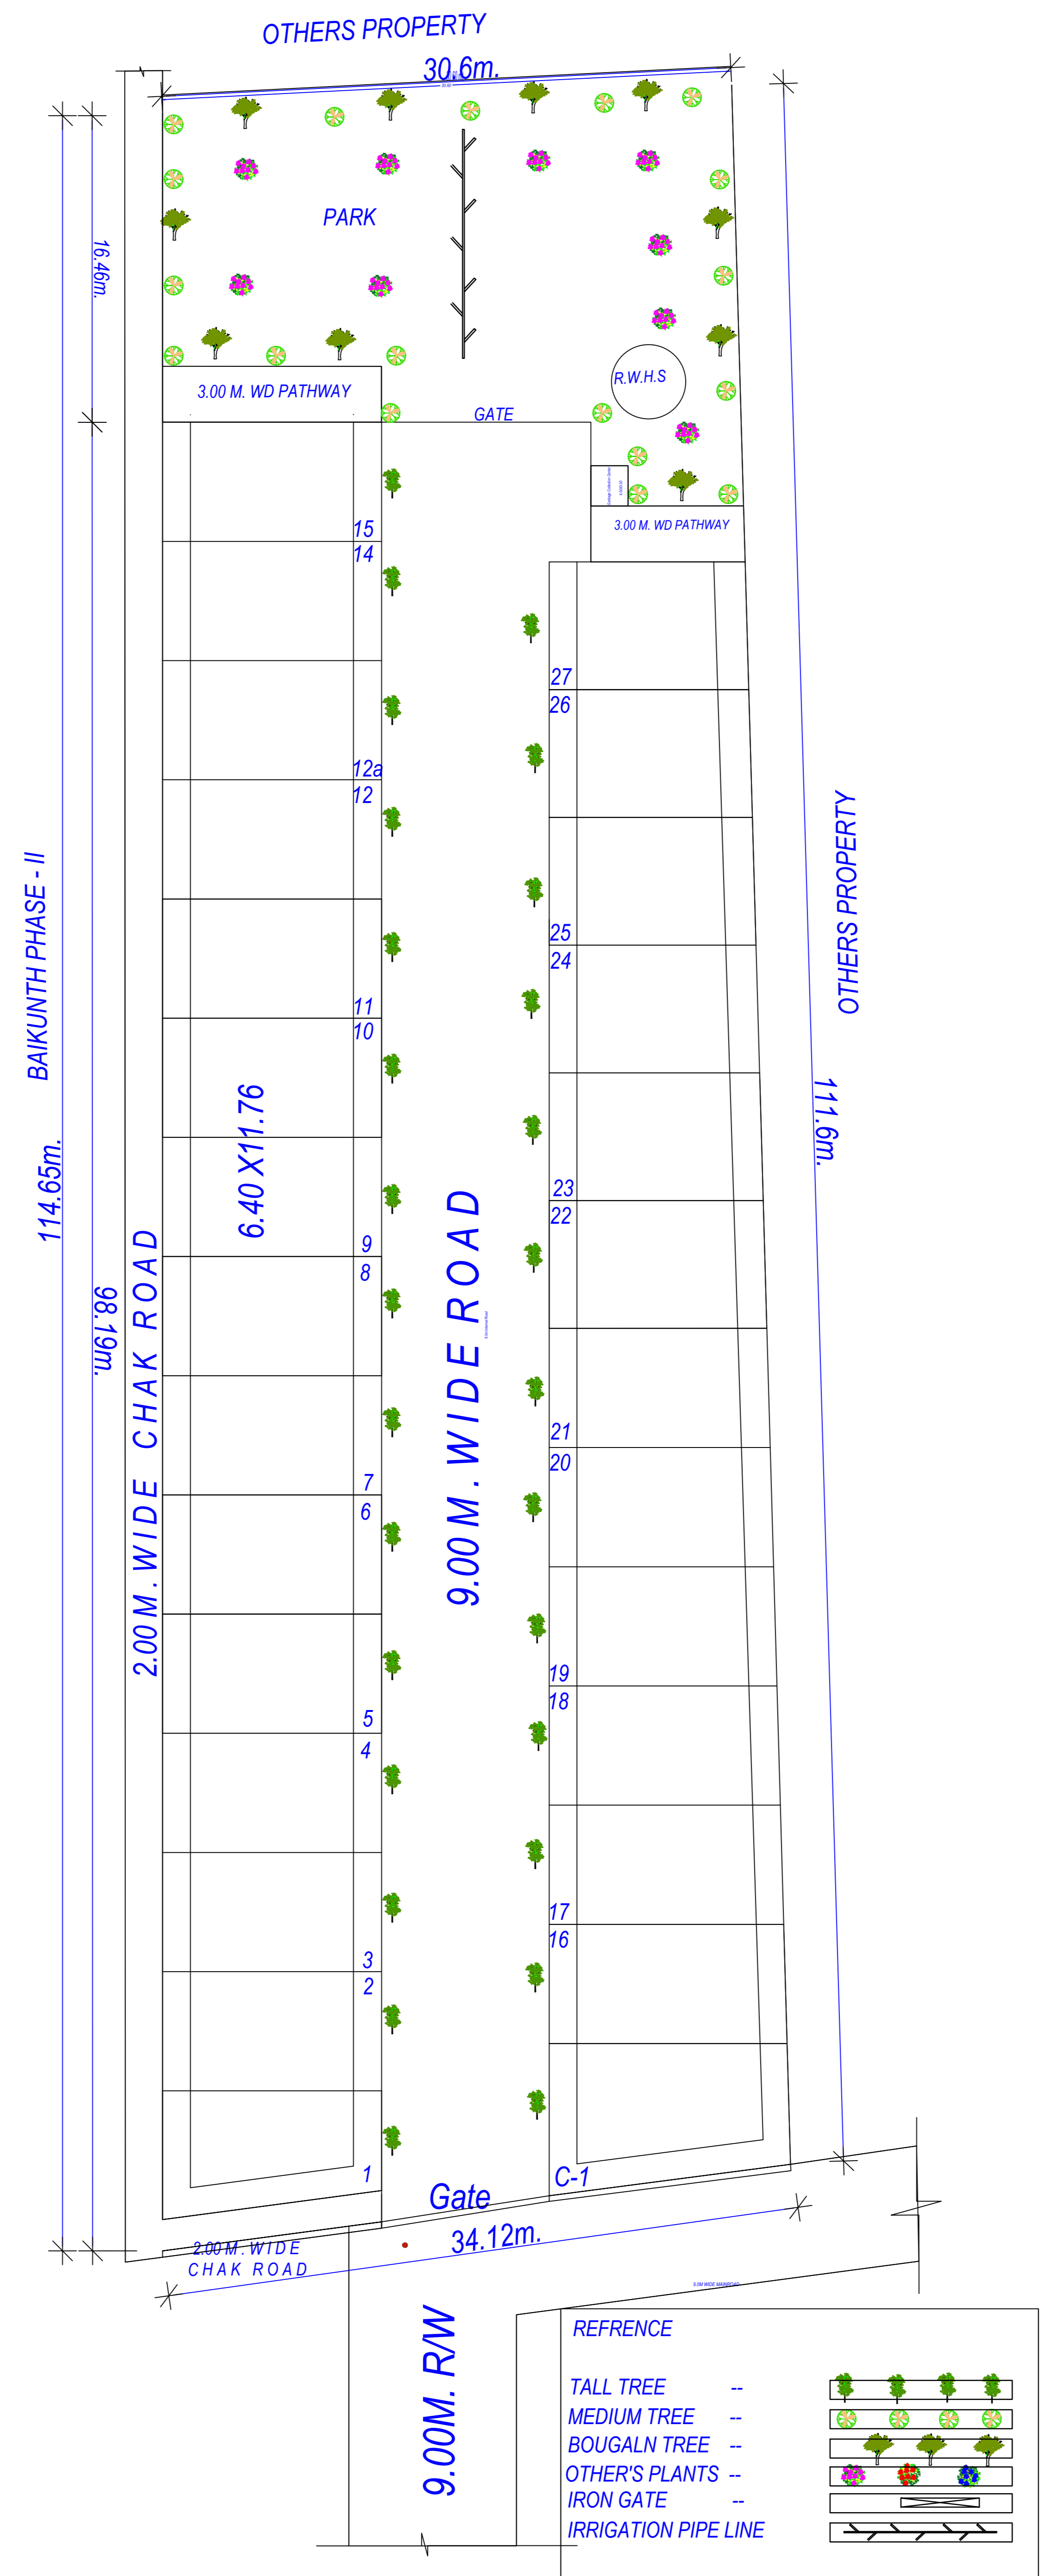 OTHERS PROPERTY
30.6m.
PARK
16.46m.
3.00 M. WD PATHWAY
GATE
R.W.H.S
3.00 M. WD PATHWAY
15
14
12a
12
11
10
9
8
7
6
5
4
3
2
1
27
26
25
24
23
22
21
20
19
18
17
16
C-1
6.40 X11.76
BAIKUNTH PHASE - II
114.65m.
98.19m.
2.00 M . WIDE CHAK ROAD
9.00 M . WIDE ROAD
OTHERS PROPERTY
111.6m.
Gate
34.12m.
2.00 M . WIDE
CHAK ROAD
9.00M. R/W
REFRENCE
TALL TREE --
MEDIUM TREE --
BOUGALN TREE --
OTHER'S PLANTS --
IRON GATE --
IRRIGATION PIPE LINE